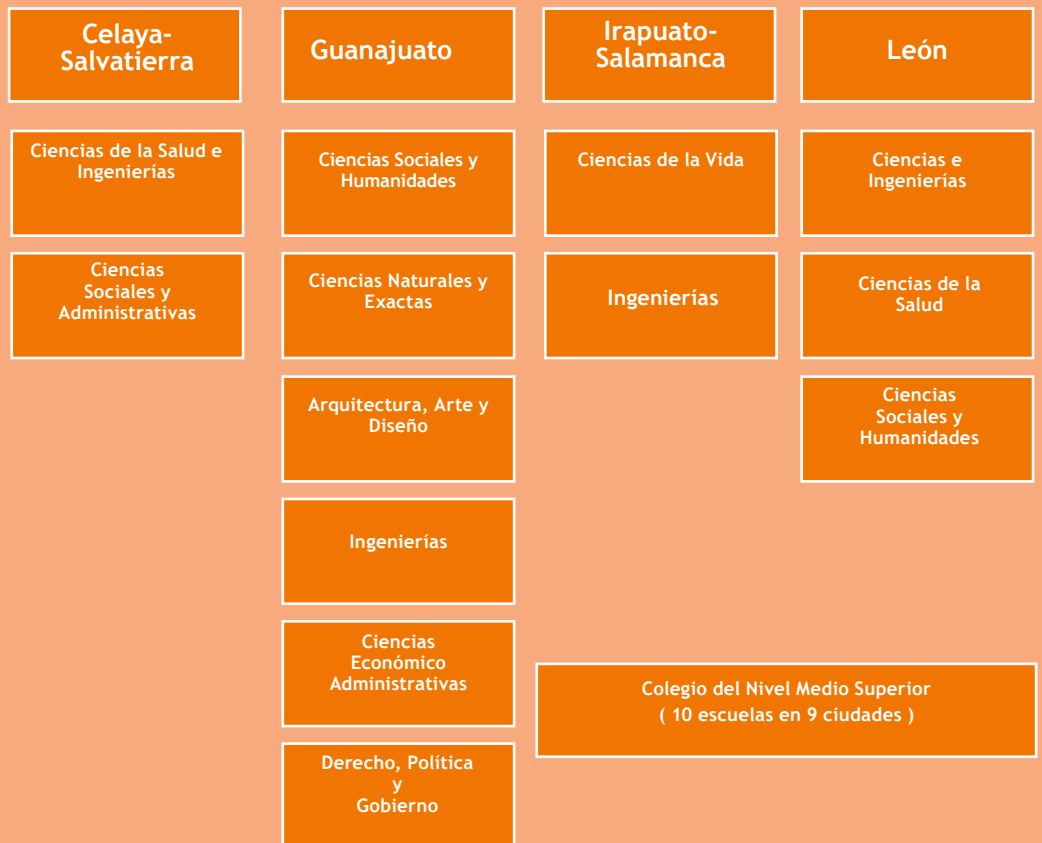 Celaya-
Salvatierra
Guanajuato
Irapuato-
Salamanca
León
Ciencias de la Salud e
Ingenierías
Ciencias Sociales y
Humanidades
Ciencias de la Vida
Ciencias e
Ingenierías
Ciencias
Sociales y
Administrativas
Ciencias Naturales y
Exactas
Ingenierías
Ciencias de la
Salud
Arquitectura, Arte y
Diseño
Ciencias
Sociales y
Humanidades
Ingenierías
Ciencias
Económico
Administrativas
Colegio del Nivel Medio Superior
( 10 escuelas en 9 ciudades )
Derecho, Política
y
Gobierno